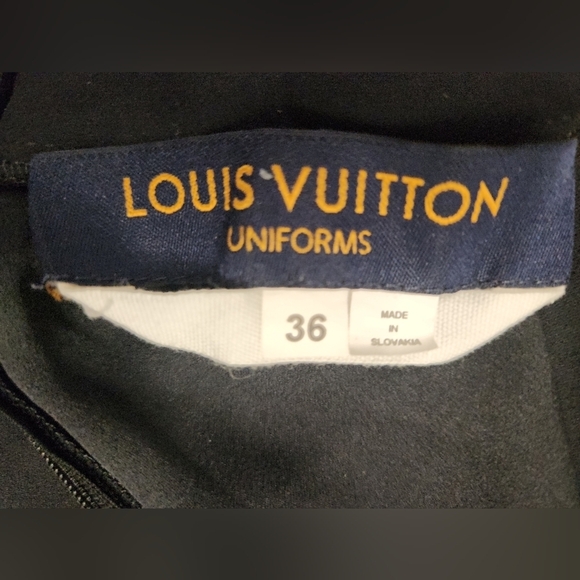 LOUIS VUITTON
UNIFORMS
36
MADE
IN
SLOVAKIA